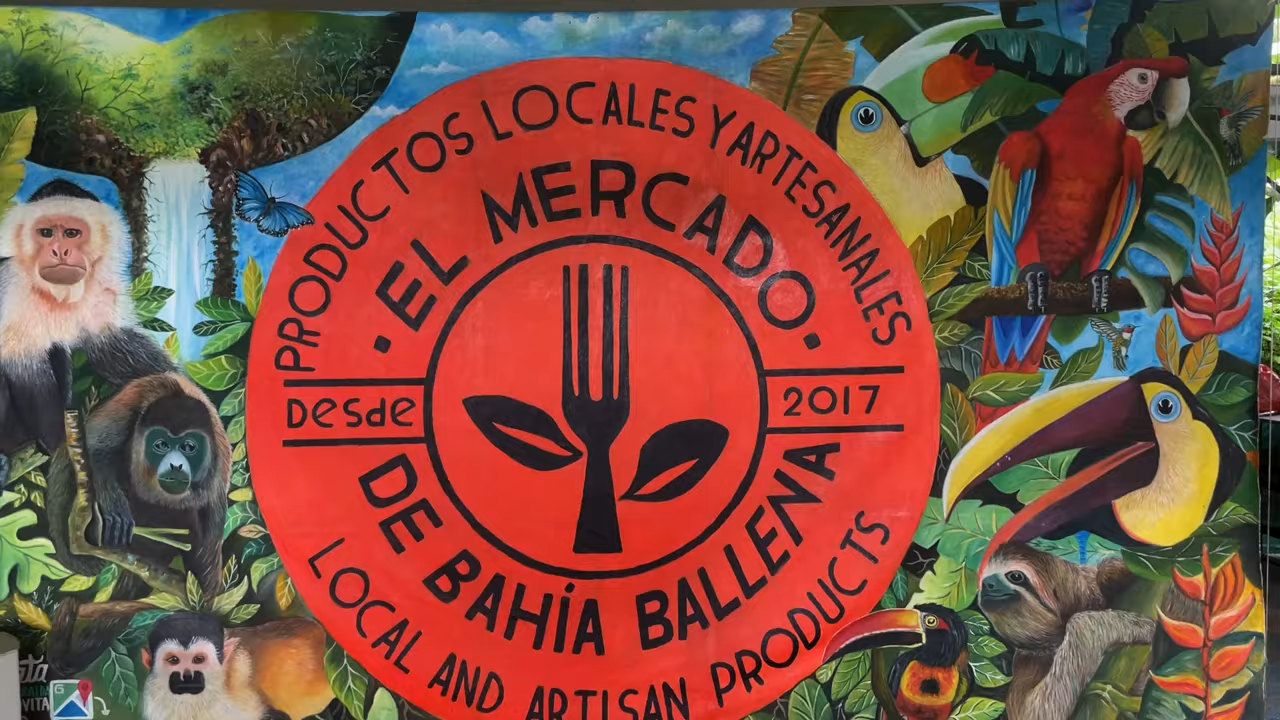 PRODUCTOS LOCALES Y ARTESANALES
• EL MERCADO •
Desde 2017
DE BAHÍA BALLENA
LOCAL AND ARTISAN PRODUCTS